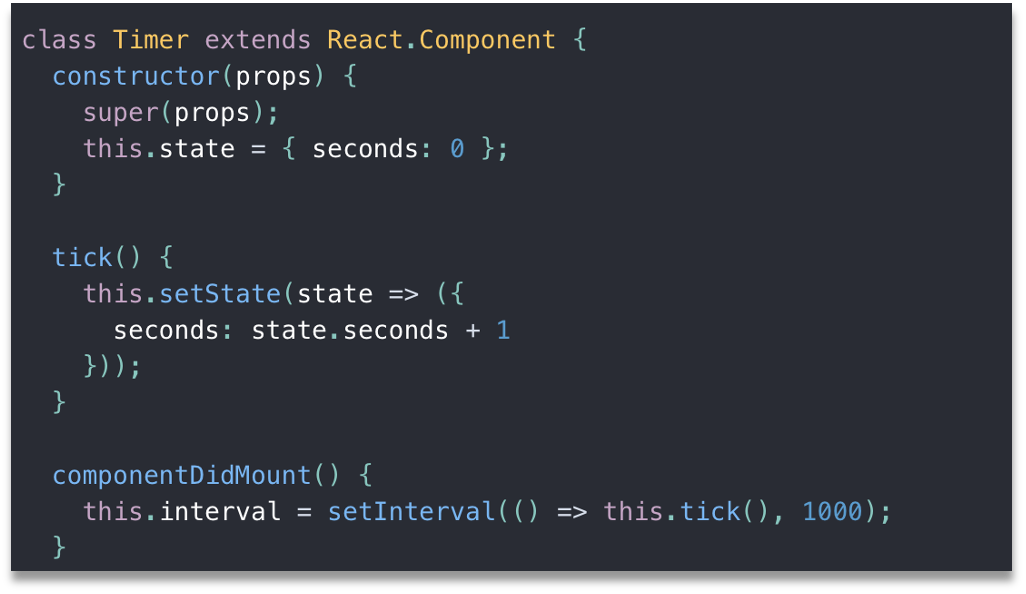 class Timer extends React.Component {
  constructor(props) {
    super(props);
    this.state = { seconds: 0 };
  }

  tick() {
    this.setState(state => ({
      seconds: state.seconds + 1
    }));
  }

  componentDidMount() {
    this.interval = setInterval(() => this.tick(), 1000);
  }